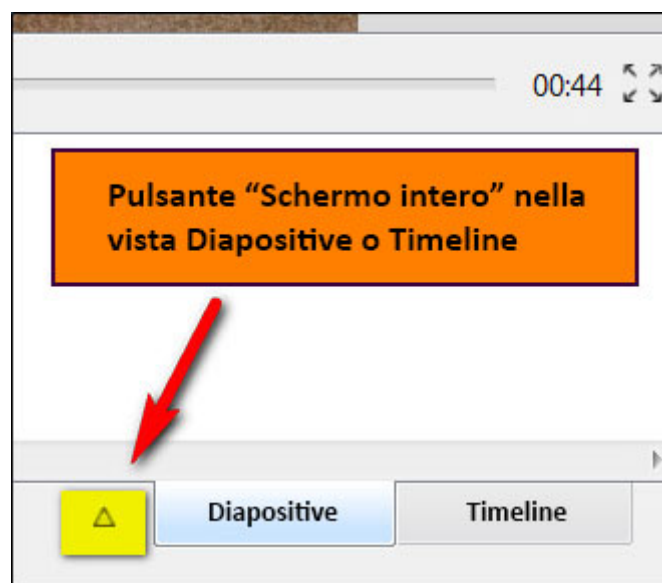 00:44
Pulsante “Schermo intero” nella
vista Diapositive o Timeline
Diapositive
Timeline